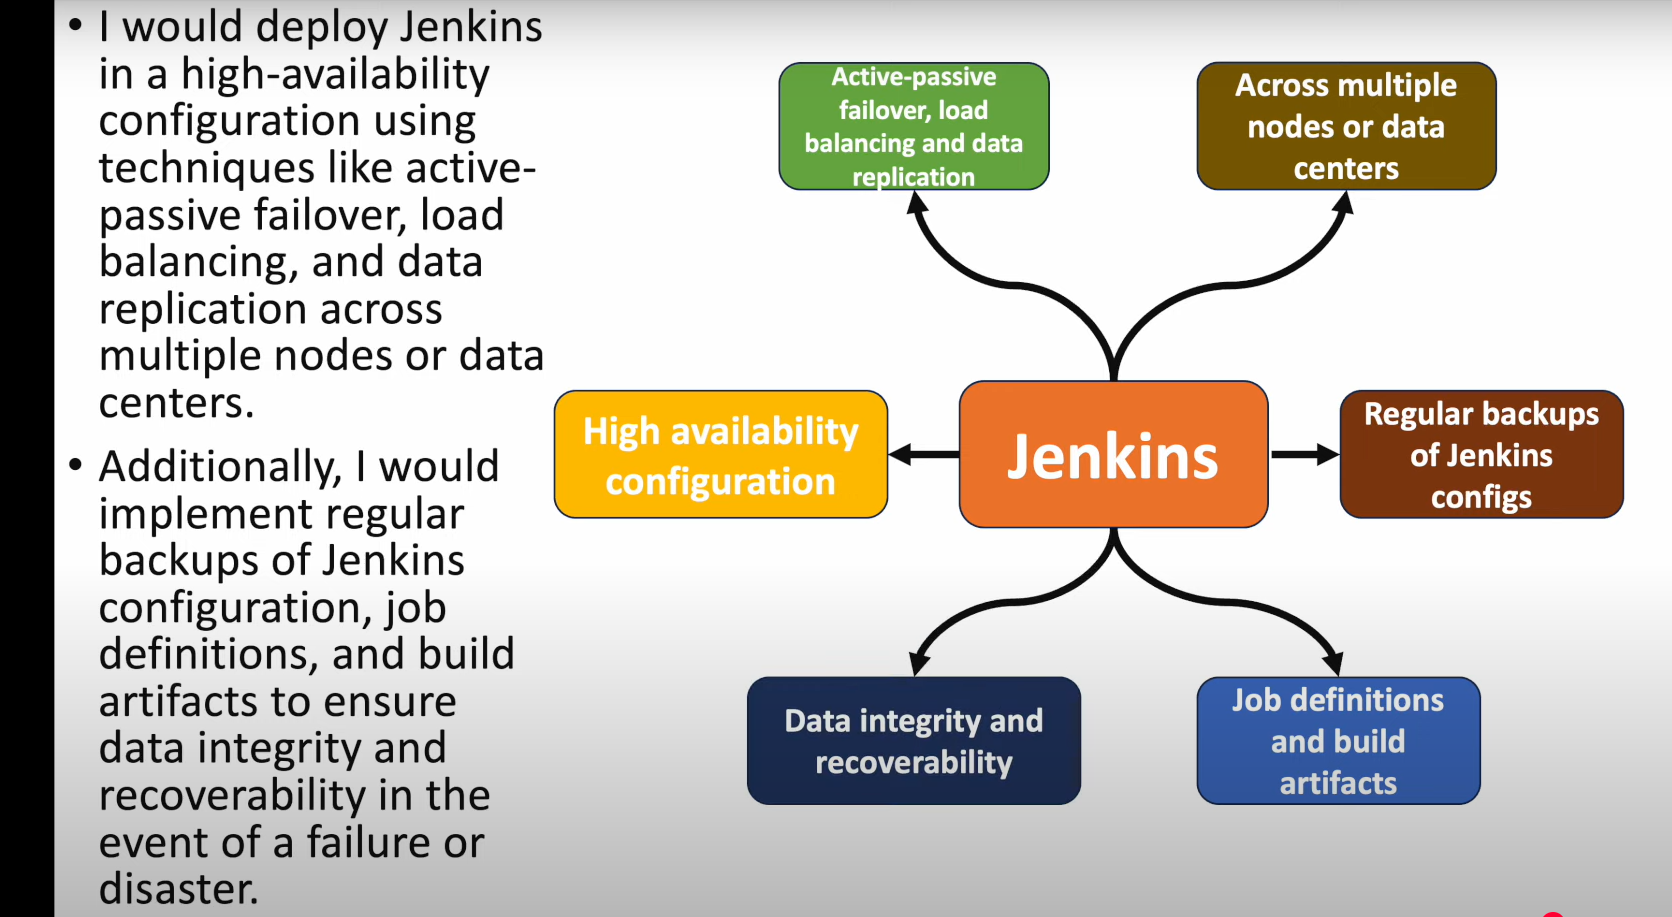 • I would deploy Jenkins
in a high-availability
configuration using
techniques like active-
passive failover, load
balancing, and data
replication across
multiple nodes or data
centers.
• Additionally, I would
implement regular
backups of Jenkins
configuration, job
definitions, and build
artifacts to ensure
data integrity and
recoverability in the
event of a failure or
disaster.
Active-passive
failover, load
balancing and data
replication
Across multiple
nodes or data
centers
High availability
configuration
Jenkins
Regular backups
of Jenkins
configs
Data integrity and
recoverability
Job definitions
and build
artifacts